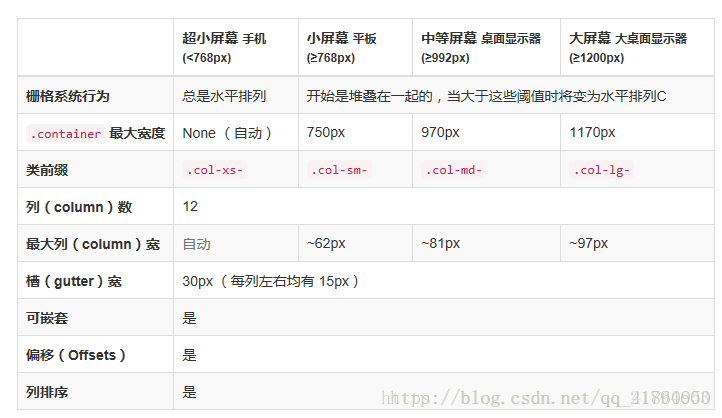 超小屏幕 手机 小屏幕 平板 中等屏幕 桌面显示器 大屏幕 大桌面显示器
(<768px) (≥768px) (≥992px) (≥1200px)
栅格系统行为 总是水平排列 开始是堆叠在一起的，当大于这些阈值时将变为水平排列C
.container 最大宽度 None （自动） 750px 970px 1170px
类前缀 .col-xs- .col-sm- .col-md- .col-lg-
列（column）数 12
最大列（column）宽 自动 ~62px ~81px ~97px
槽（gutter）宽 30px （每列左右均有 15px）
可嵌套 是
偏移（Offsets） 是
列排序 是
https://blog.csdn.net/